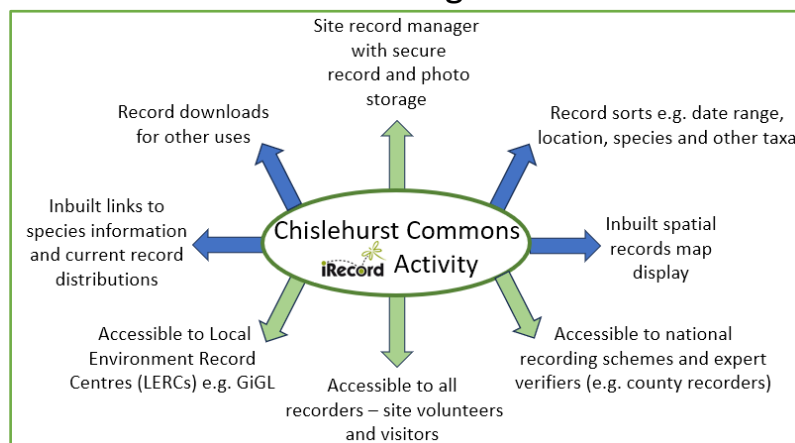 Site record manager
with secure
record and photo
storage
Record downloads
for other uses
Record sorts e.g. date range,
location, species and other taxa
Inbuilt links to
species information
and current record
distributions
Chislehurst Commons
iRecord Activity
Inbuilt spatial
records map
display
Accessible to Local
Environment Record
Centres (LERCs) e.g. GiGL
Accessible to all
recorders – site volunteers
and visitors
Accessible to national
recording schemes and expert
verifiers (e.g. county recorders)